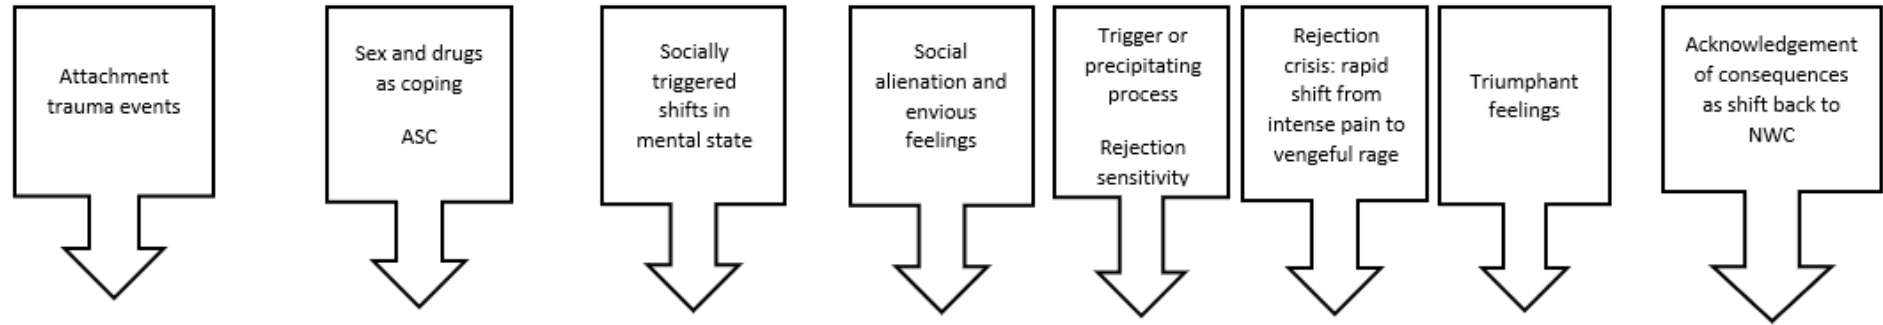 Attachment
trauma events
Sex and drugs
as coping
ASC
Socially
triggered
shifts in
mental state
Social
alienation and
envious
feelings
Trigger or
precipitating
process
Rejection
sensitivity
Rejection
crisis: rapid
shift from
intense pain to
vengeful rage
Triumphant
feelings
Acknowledgement
of consequences
as shift back to
NWC